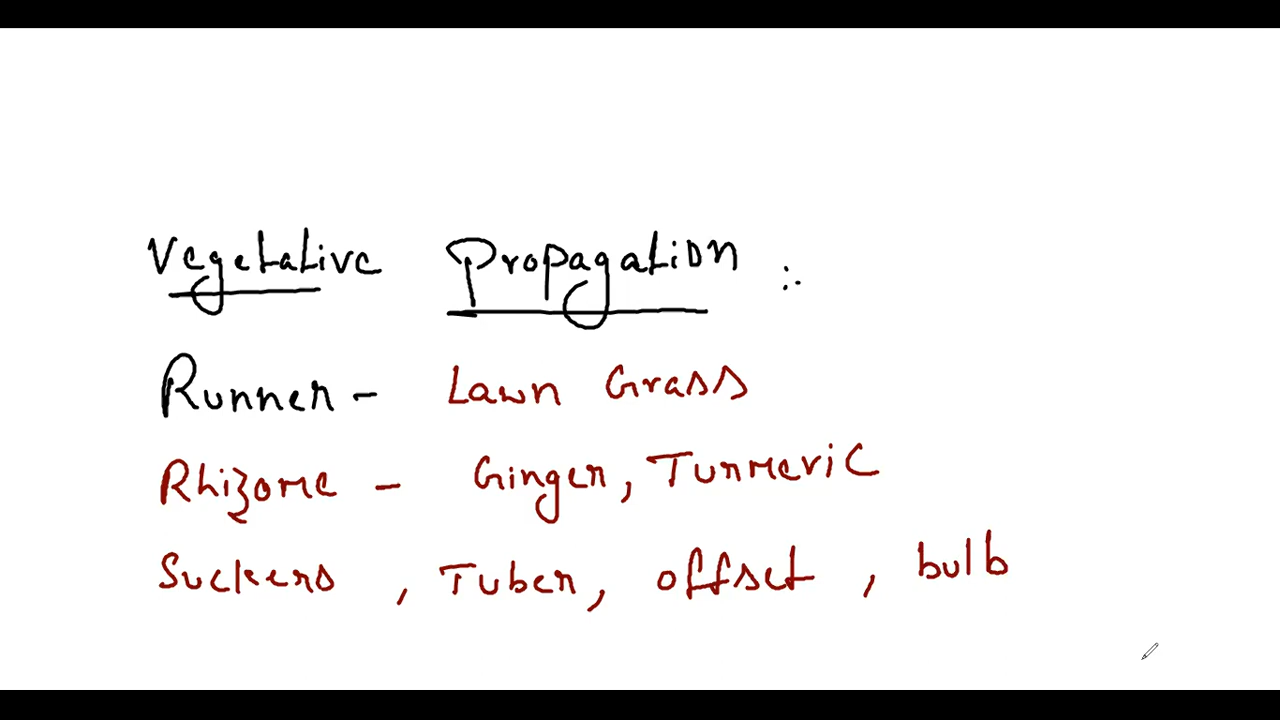 Vegetative Propagation :-
Runner - Lawn Grass
Rhizome - Ginger, Turmeric
Suckers, Tuber, offset, bulb